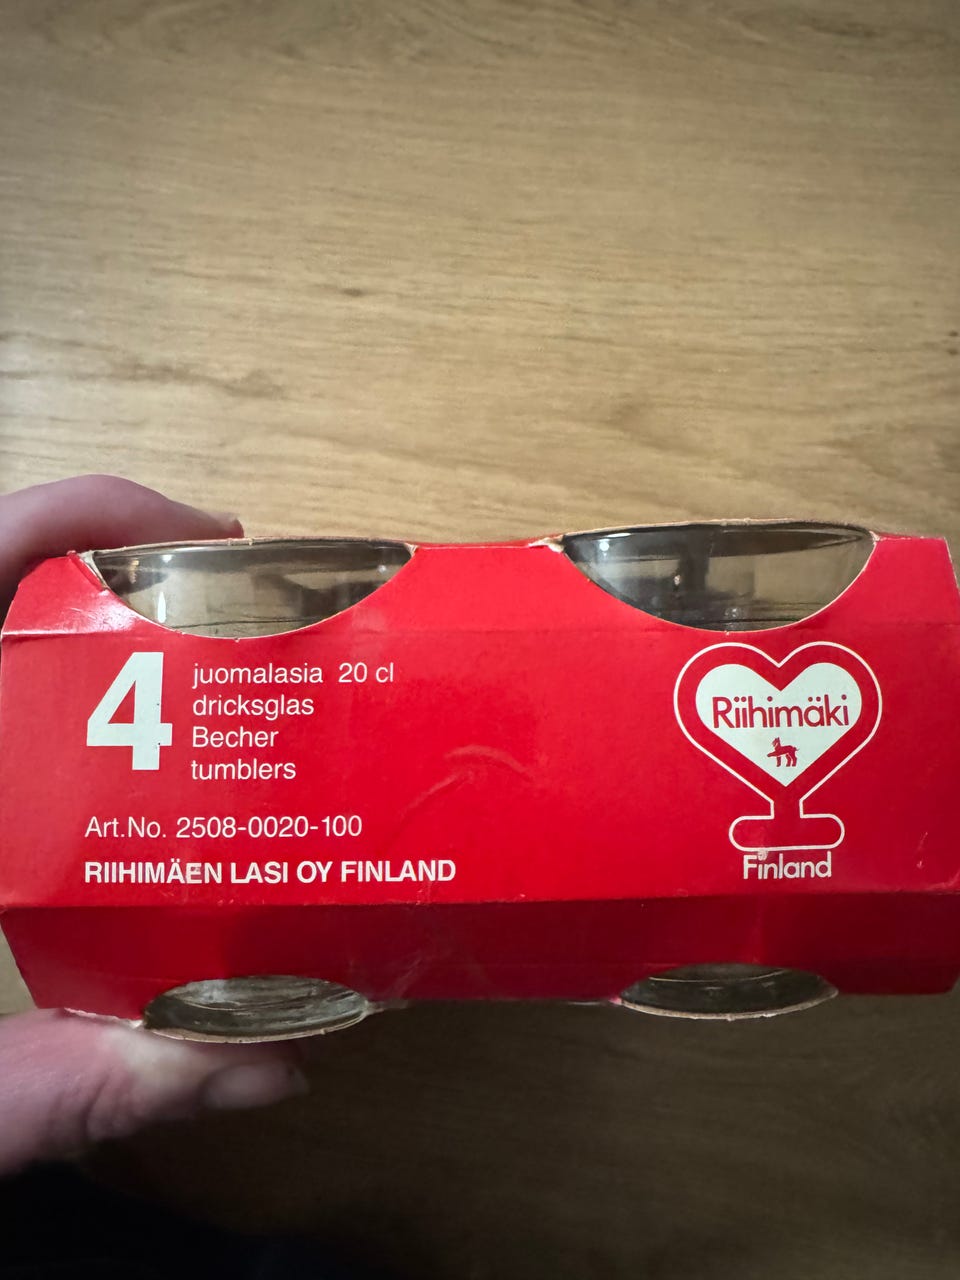 4
juomalasia 20 cl
dricksglas
Becher
tumblers
Art.No. 2508-0020-100
RIIHIMÄEN LASI OY FINLAND
Riihimäki
Finland